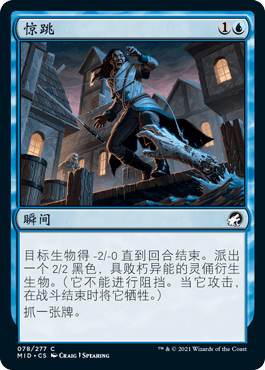 惊跳
1
瞬间
目标生物得 -2/-0 直到回合结束。派出
一个 2/2 黑色，具败朽异能的灵俑衍生
生物。（它不能进行阻挡。当它攻击，
在战斗结束时将它牺牲。）
抓一张牌。
078/277 C
MID • CS CRAIG J SPEARING
™ & © 2021 Wizards of the Coast